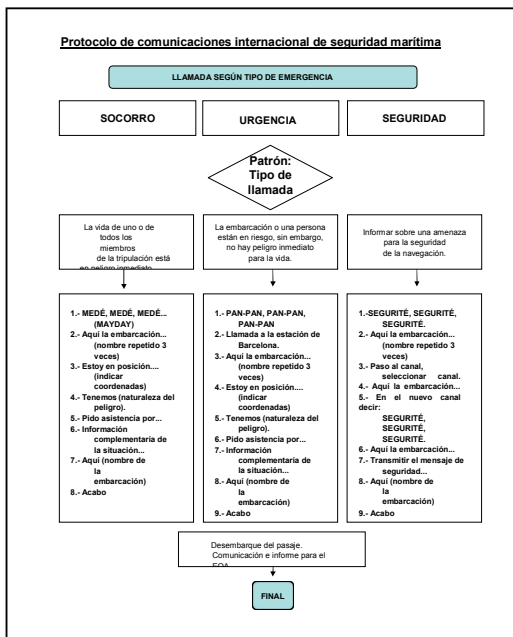 Protocolo de comunicaciones internacional de seguridad marítima
LLAMADA SEGÚN TIPO DE EMERGENCIA
SOCORRO
URGENCIA
SEGURIDAD
Patrón:
Tipo de
llamada
La vida de uno o de
todos los
miembros
de la tripulación está
en peligro inmediato
La embarcación o una persona
están en riesgo, sin embargo,
no hay peligro inmediato
para la vida.
Informar sobre una amenaza
para la seguridad
de la navegación.
1.- MEDÉ, MEDÉ, MEDÉ...
(MAYDAY)
2.- Aquí la embarcación...
(nombre repetido 3
veces)
3.- Estoy en posición....
(indicar
coordenadas)
4.- Tenemos (naturaleza del
peligro).
5.- Pido asistencia por...
6.- Información
complementaria de
la situación...
7.- Aquí (nombre de
la
embarcación)
8.- Acabo
1.- PAN-PAN, PAN-PAN,
PAN-PAN
2.- Llamada a la estación de
Barcelona.
3.- Aquí la embarcación...
(nombre repetido 3
veces)
4.- Estoy en posición....
(indicar
coordenadas)
5.- Tenemos (naturaleza del
peligro).
6.- Pido asistencia por...
7.- Información
complementaria de
la situación...
8.- Aquí (nombre de
la
embarcación)
9.- Acabo
1.-SEGURITÉ, SEGURITÉ,
SEGURITÉ.
2.- Aquí la embarcación...
(nombre repetido 3
veces)
3.- Paso al canal,
seleccionar canal.
4.- Aquí la embarcación...
5.- En el nuevo canal
decir:
SEGURITÉ,
SEGURITÉ,
SEGURITÉ.
6.- Aquí la embarcación...
7.- Transmitir el mensaje de
seguridad...
8.- Aquí (nombre de
la
embarcación)
9.- Acabo
Desembarque del pasaje.
Comunicación e informe para el
EOA
FINAL